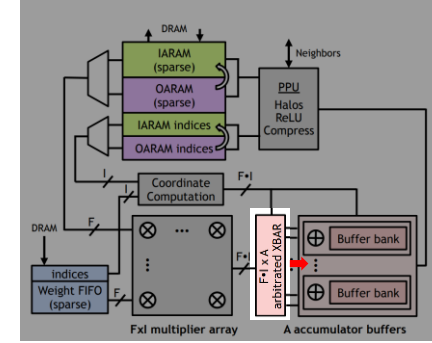 DRAM
IARAM
(sparse)
OARAM
(sparse)
IARAM indices
OARAM indices
Neighbors
PPU
Halos
ReLU
Compress
I
I
Coordinate
Computation
F•I
DRAM
F
F•I
indices
Weight FIFO
(sparse)
F
... 
⋮
F•I x A
arbitrated XBAR
⋮
⋮
Buffer bank
Buffer bank
FxI multiplier array
A accumulator buffers